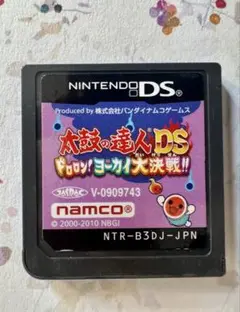 NINTENDO DS
Produced by 株式会社バンダイナムコゲームス
太鼓の達人DS
ドロロン!ヨーカイ大決戦!!
V-0909743
namco®
© 2000-2010 NBGI
NTR-B3DJ-JPN